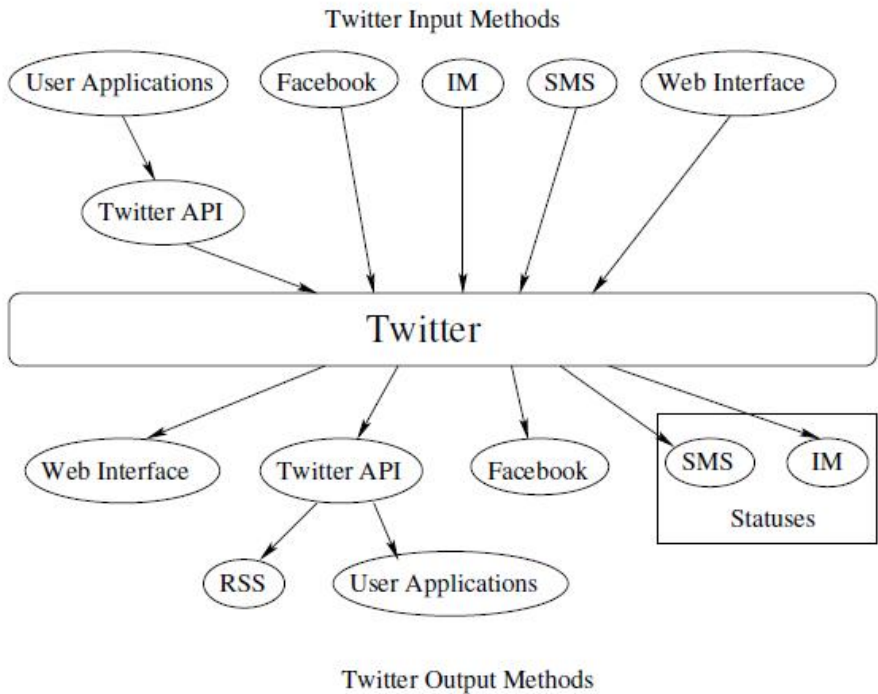 Twitter Input Methods
User Applications
Facebook
IM
SMS
Web Interface
Twitter API
Twitter
Web Interface
Twitter API
Facebook
SMS
IM
Statuses
RSS
User Applications
Twitter Output Methods